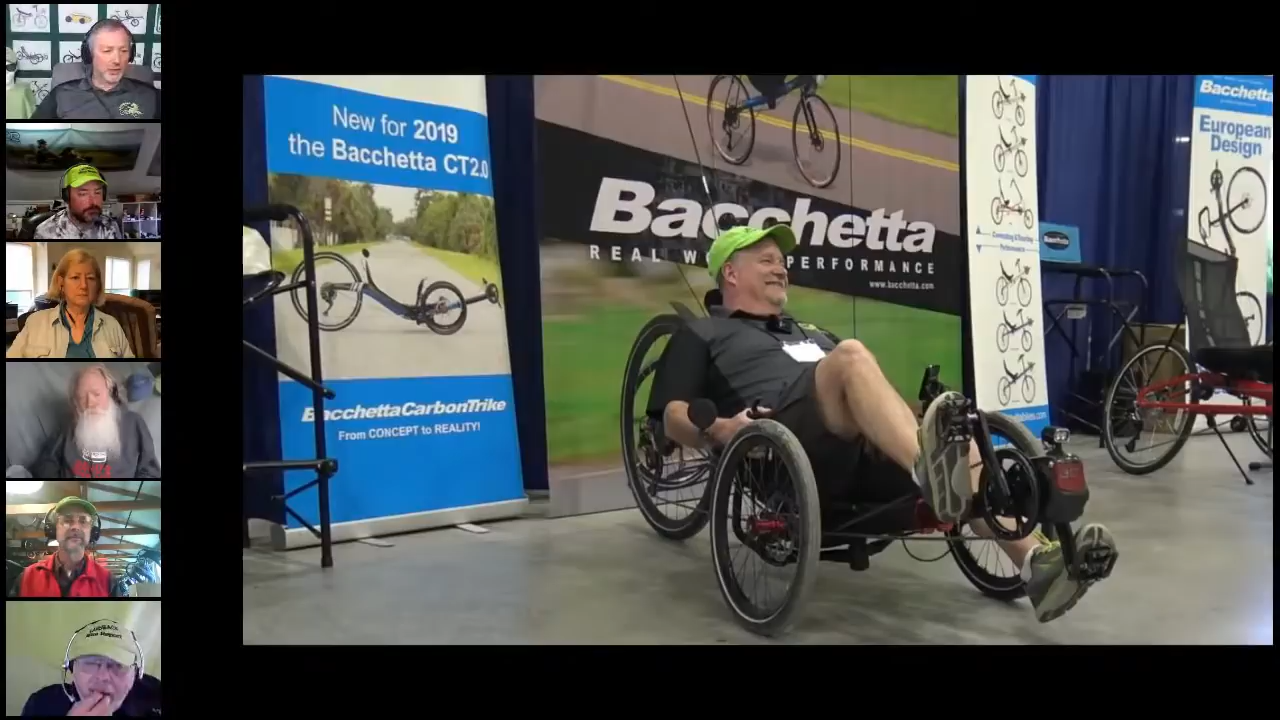 New for 2019
the Bacchetta CT2.0
BacchettaCarbonTrike
From CONCEPT to REALITY!
Bacchetta
REAL W PERFORMANCE
www.bacchetta.com
Performance
Bacchetta
European
Design